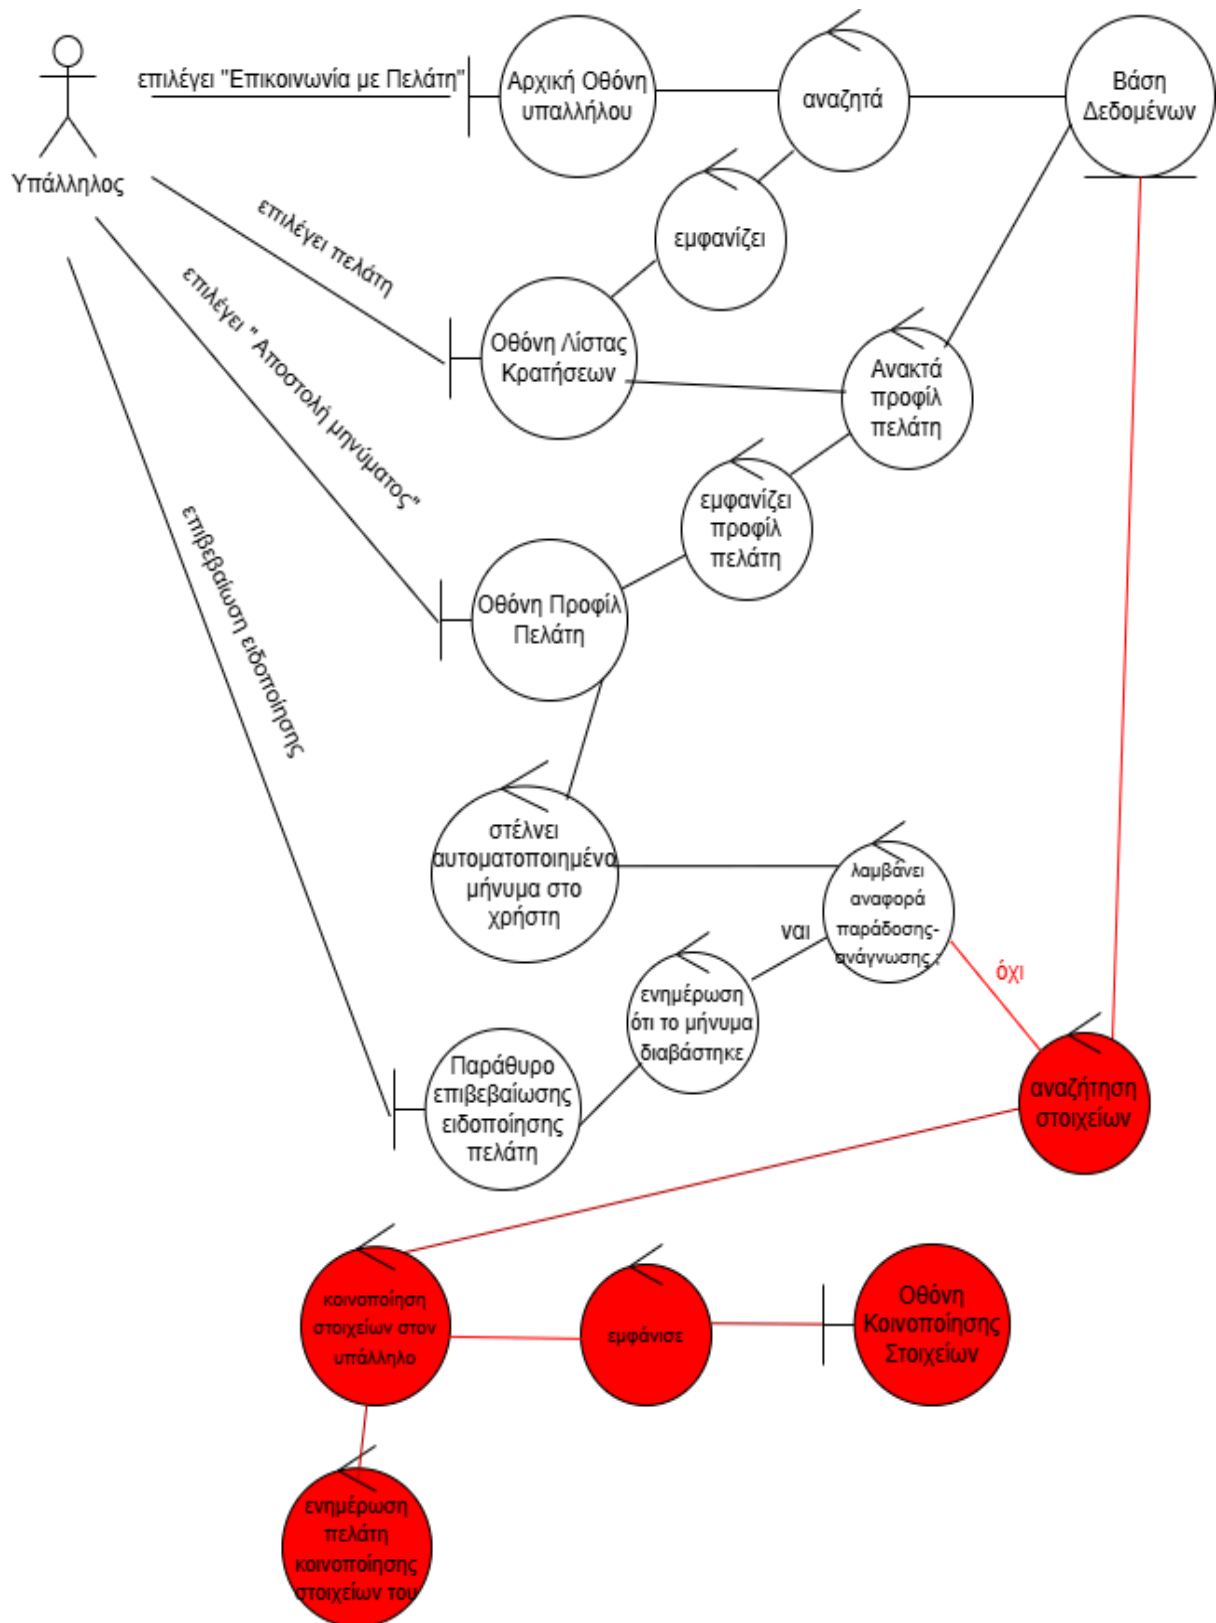 επιλέγει "Επικοινωνία με Πελάτη"
Αρχική Οθόνη
υπαλλήλου
αναζητά
Βάση
Δεδομένων
Υπάλληλος
επιλέγει πελάτη
εμφανίζει
επιλέγει " Αποστολή μηνύματος"
Οθόνη Λίστας
Κρατήσεων
Ανακτά
προφίλ
πελάτη
εμφανίζει
προφίλ
πελάτη
επιβεβαίωση ειδοποίησης
Οθόνη Προφίλ
Πελάτη
στέλνει
αυτοματοποιημένο
μήνυμα στο
χρήστη
λαμβάνει
αναφορά
παράδοσης-
ανάγνωσης ;
ναι
όχι
ενημέρωση
ότι το μήνυμα
διαβάστηκε
Παράθυρο
επιβεβαίωσης
ειδοποίησης
πελάτη
αναζήτηση
στοιχείων
κοινοποίηση
στοιχείων στον
υπάλληλο
εμφάνισε
Οθόνη
Κοινοποίησης
Στοιχείων
ενημέρωση
πελάτη
κοινοποίησης
στοιχείων του